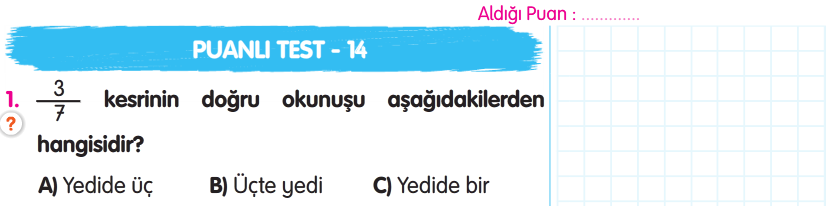 Aldığı Puan : .............
PUANLI TEST - 14
1. 3/7 kesrinin doğru okunuşu aşağıdakilerden
?
hangisidir?
A) Yedide üç B) Üçte yedi C) Yedide bir